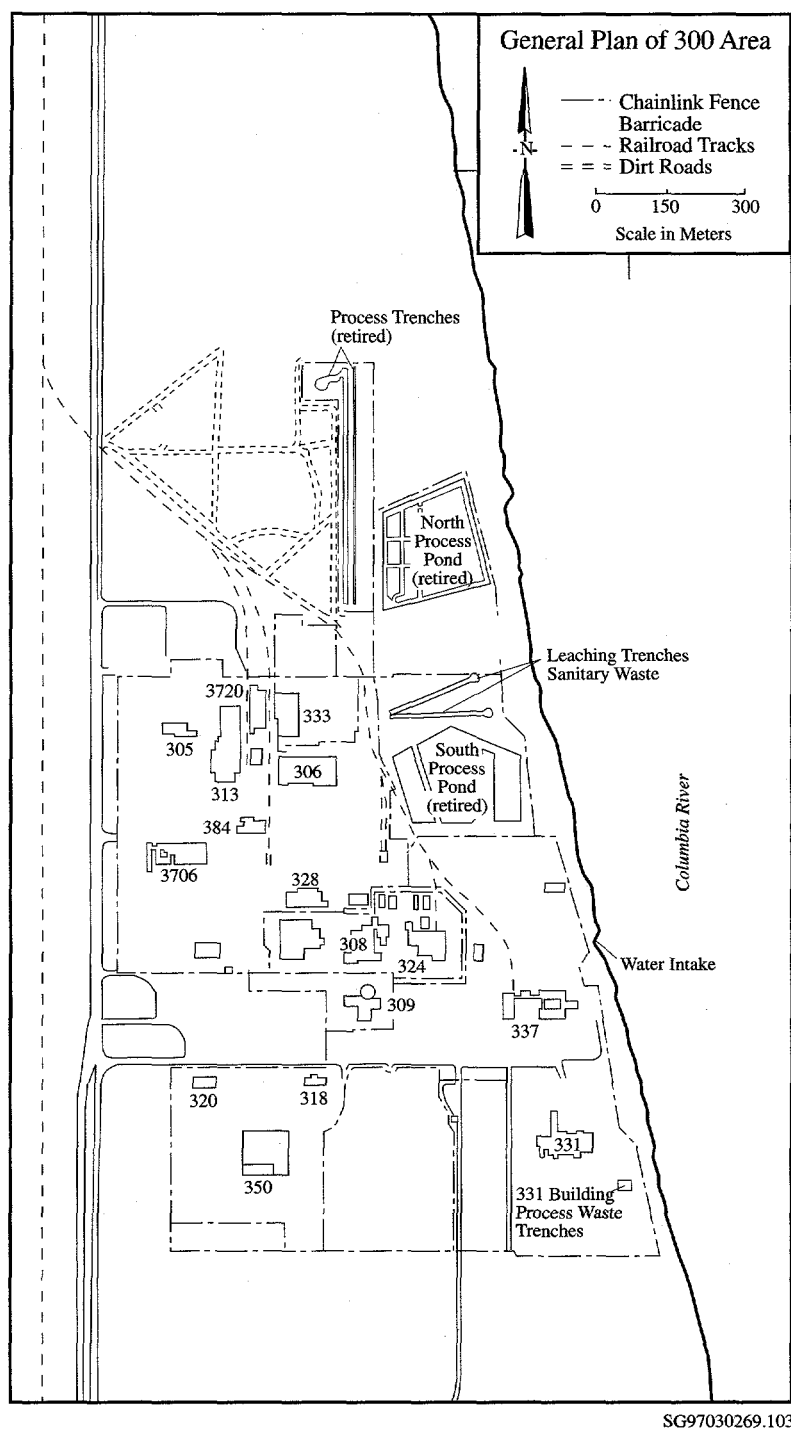 General Plan of 300 Area
Chainlink Fence
Barricade
-N-
Railroad Tracks
Dirt Roads
0 150 300
Scale in Meters
Process Trenches
(retired)
North
Process
Pond
(retired)
Leaching Trenches
Sanitary Waste
3720
333
305
313
306
South
Process
Pond
(retired)
384
3706
Columbia River
328
308
324
Water Intake
309
337
320
318
331
350
331 Building
Process Waste
Trenches
SG97030269.103